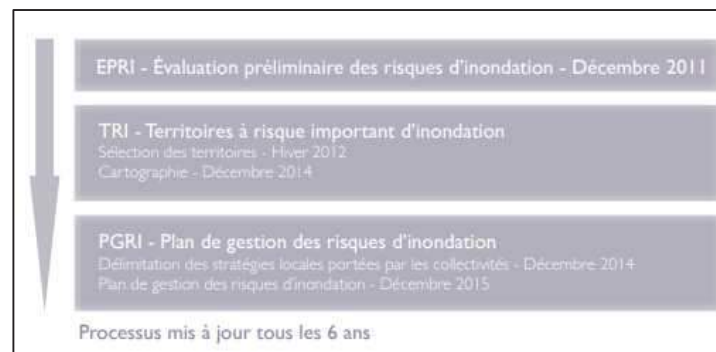 EPRI - Évaluation préliminaire des risques d'inondation - Décembre 2011
TRI - Territoires à risque important d'inondation
Sélection des territoires - Hiver 2012
Cartographie - Décembre 2014
PGRI - Plan de gestion des risques d'inondation
Délimitation des stratégies locales portées par les collectivités - Décembre 2014
Plan de gestion des risques d'inondation - Décembre 2015
Processus mis à jour tous les 6 ans